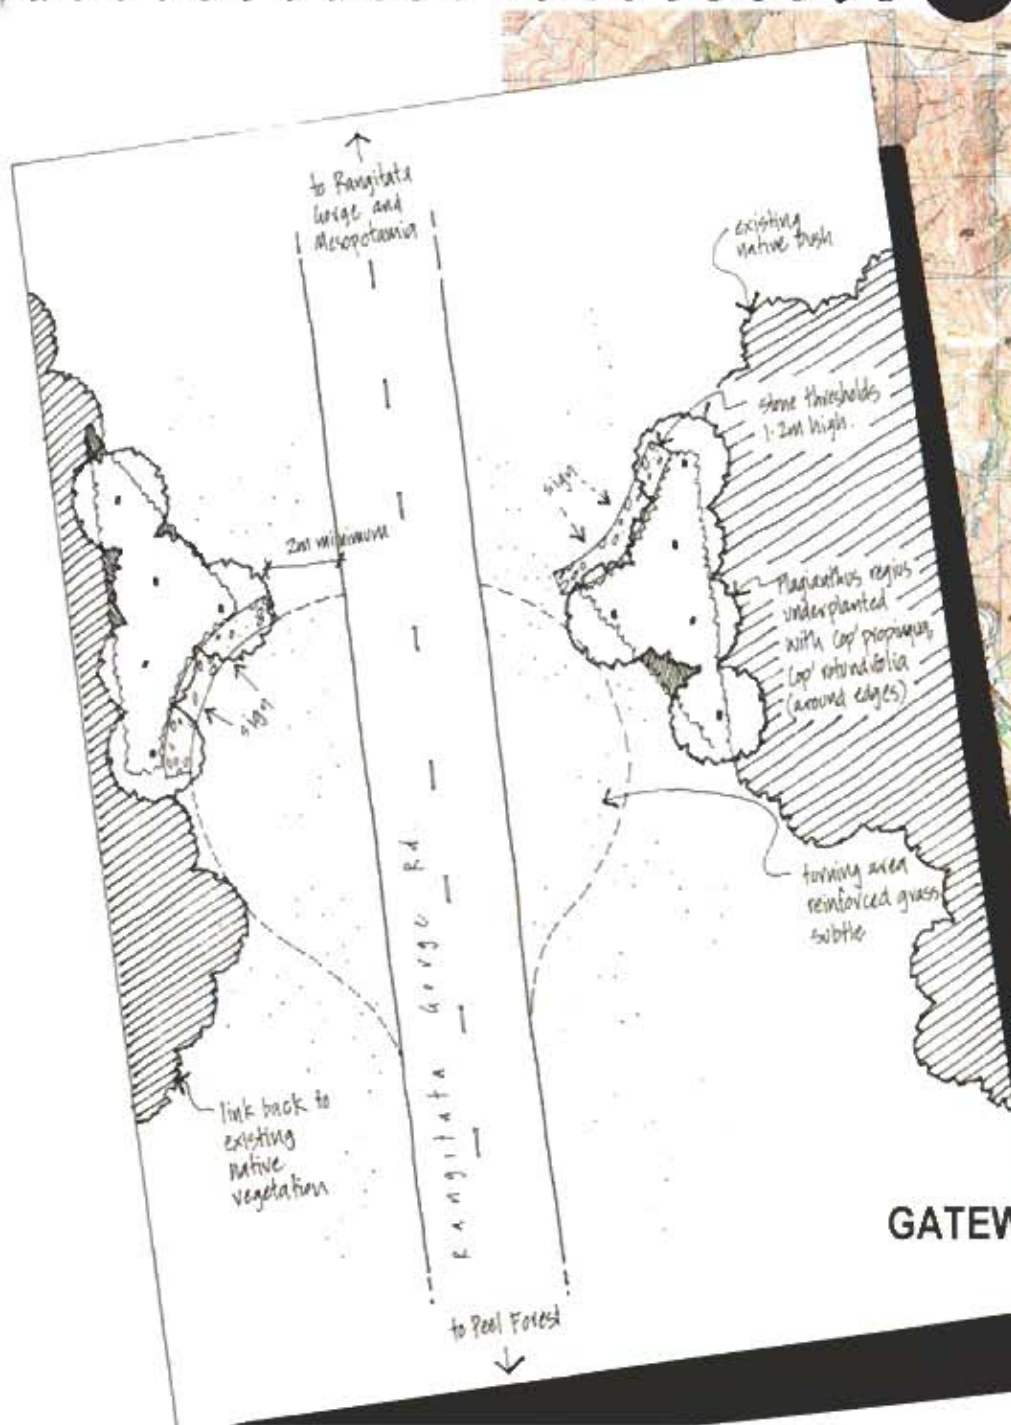 to Rangitata
Gorge and
Mesopotamia
existing
native bush
stone thresholds
1.2m high.
sign
2m minimum
Plagianthus regius
underplanted
with Cop' propinqua,
Cop' rotundifolia
(around edges)
sign
turning area
reinforced grass
subtle
Rangitata Gorge Rd
link back to
existing
native
vegetation
GATEW
to Peel Forest